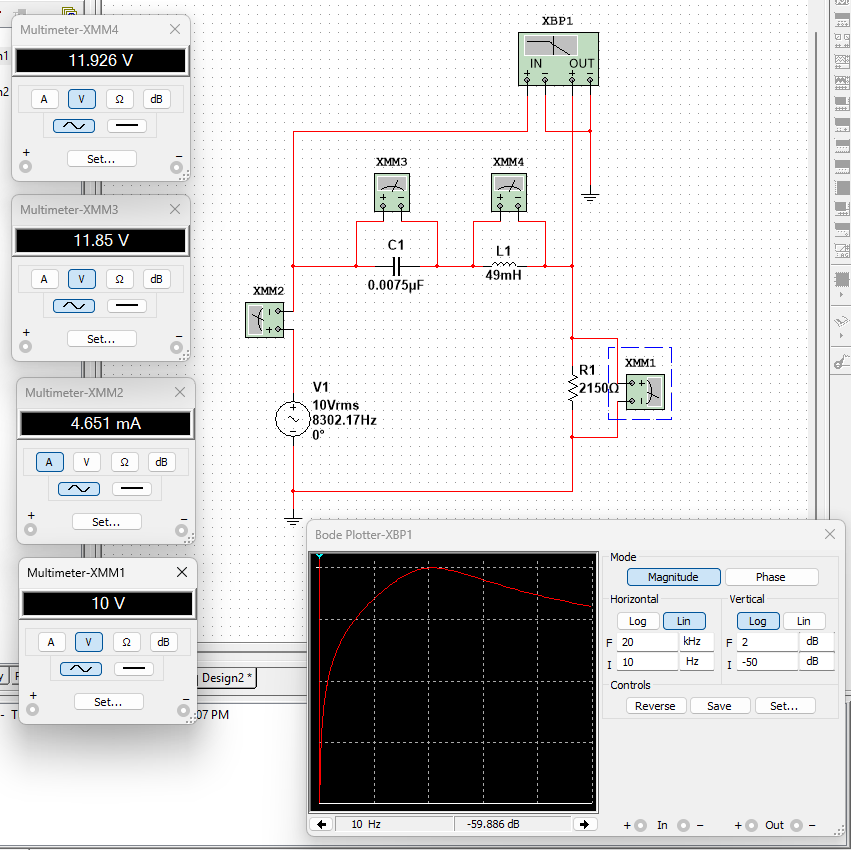 Multimeter-XMM4
11.926 V
A V Ω dB
+ Set... −
Multimeter-XMM3
11.85 V
A V Ω dB
+ Set... −
Multimeter-XMM2
4.651 mA
A V Ω dB
+ Set... −
Multimeter-XMM1
10 V
A V Ω dB
+ Set... −
XBP1
IN OUT
+ − + −
XMM3
+ −
XMM4
+ −
C1
0.0075µF
L1
49mH
XMM2
V1
10Vrms
8302.17Hz
0°
R1
2150Ω
XMM1
Design2 *
:07 PM
Bode Plotter-XBP1
Mode
Magnitude Phase
Horizontal Vertical
Log Lin Log Lin
F 20 kHz F 2 dB
I 10 Hz I -50 dB
Controls
Reverse Save Set...
10 Hz -59.886 dB
+ In − + Out −